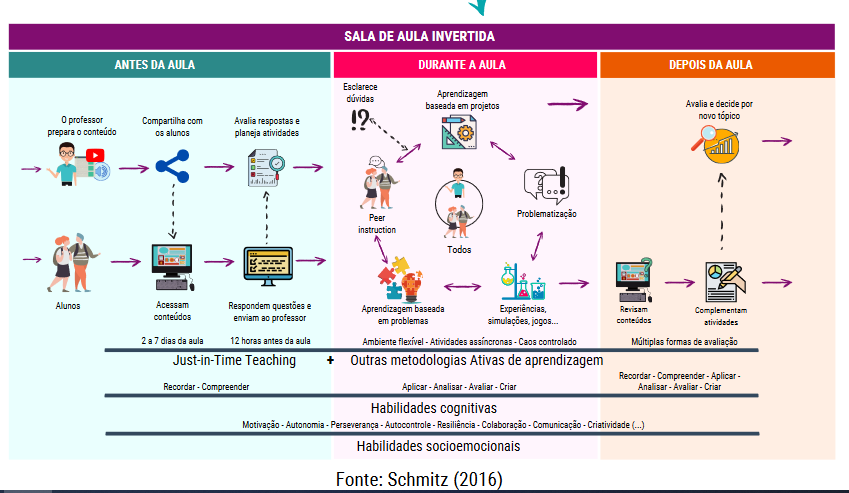 SALA DE AULA INVERTIDA
ANTES DA AULA
DURANTE A AULA
DEPOIS DA AULA
O professor
prepara o conteúdo
Compartilha com
os alunos
Avalia respostas e
planeja atividades
Alunos
Acessam
conteúdos
2 a 7 dias da aula
Respondem questões e
enviam ao professor
12 horas antes da aula
Esclarece
dúvidas
!?
Aprendizagem
baseada em projetos
Peer
instruction
Todos
Problematização
Aprendizagem baseada
em problemas
Experiências,
simulações, jogos...
Ambiente flexível - Atividades assíncronas - Caos controlado
Avalia e decide por
novo tópico
Revisam
conteúdos
Complementam
atividades
Múltiplas formas de avaliação
Just-in-Time Teaching + Outras metodologias Ativas de aprendizagem
Recordar - Compreender
Aplicar - Analisar - Avaliar - Criar
Recordar - Compreender - Aplicar -
Analisar - Avaliar - Criar
Habilidades cognitivas
Motivação - Autonomia - Perseverança - Autocontrole - Resiliência - Colaboração - Comunicação - Criatividade (...)
Habilidades socioemocionais
Fonte: Schmitz (2016)